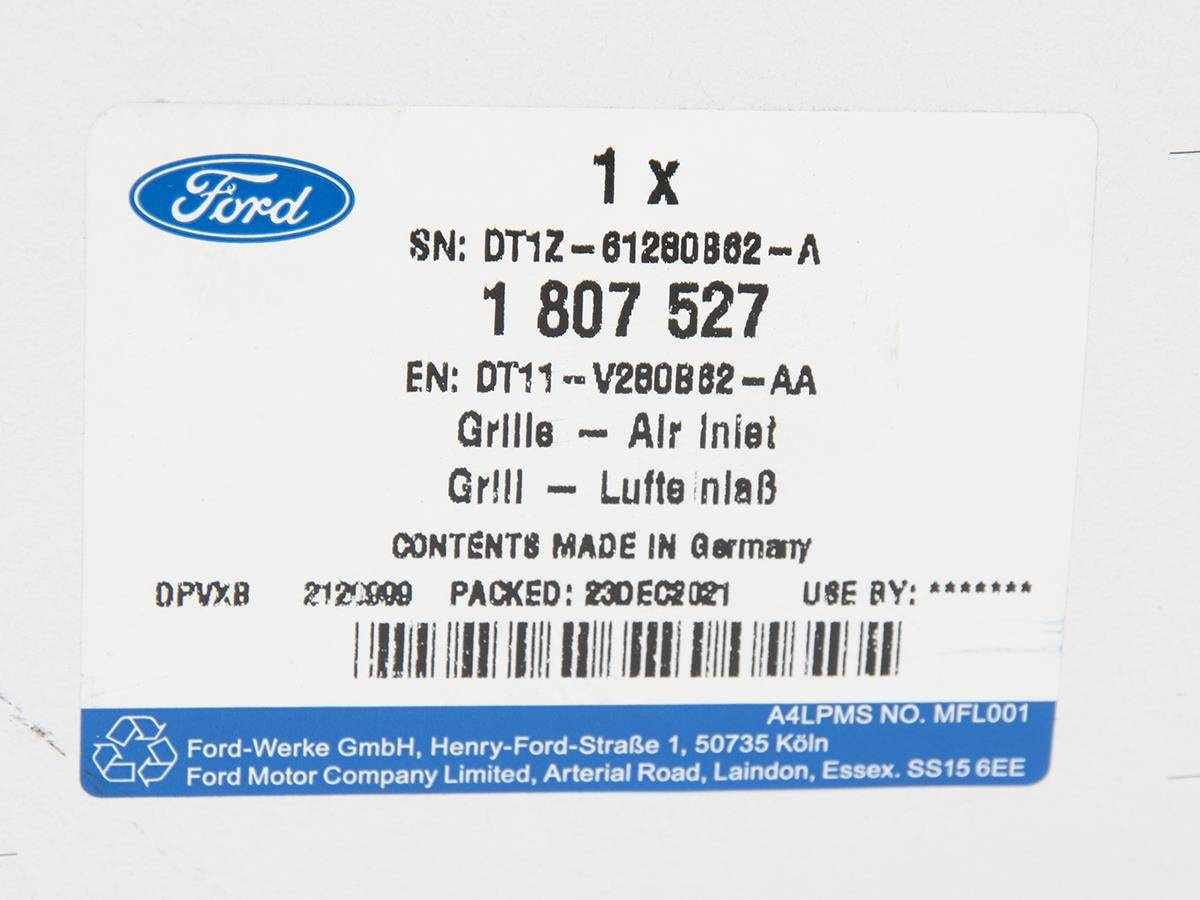 Ford
1 x
SN: DT1Z-61280B62-A
1 807 527
EN: DT11-V280B62-AA
Grille - Air Inlet
Grill - Lufteinlaß
CONTENTS MADE IN Germany
DPVXB PACKED: 23DEC2021 USE BY: *******
A4LPMS NO. MFL001
Ford-Werke GmbH, Henry-Ford-Straße 1, 50735 Köln
Ford Motor Company Limited, Arterial Road, Laindon, Essex. SS15 6EE